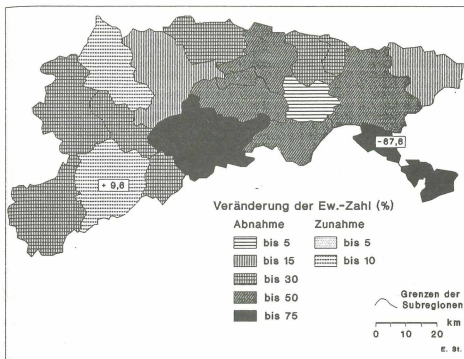 -67,6
+ 9,6
Veränderung der Ew.-Zahl (%)
Abnahme Zunahme
bis 5 bis 5
bis 15 bis 10
bis 30
bis 50
bis 75
Grenzen der
Subregionen
km
0 10 20
E. St.